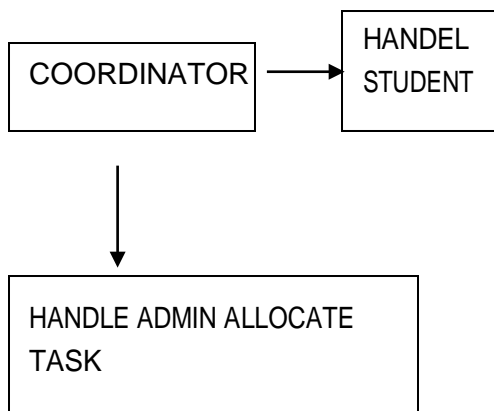 HANDEL
STUDENT
COORDINATOR
HANDLE ADMIN ALLOCATE
TASK